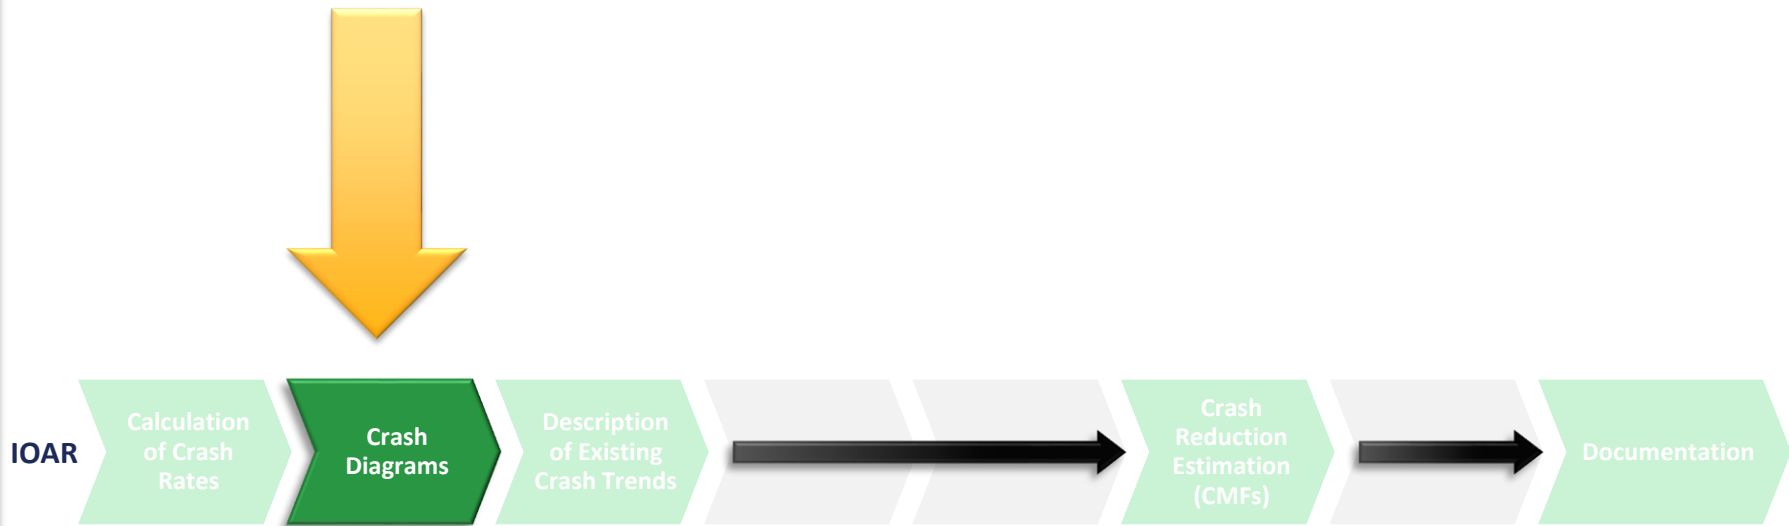 IOAR
Calculation
of Crash
Rates
Crash
Diagrams
Description
of Existing
Crash Trends
Crash
Reduction
Estimation
(CMFs)
Documentation